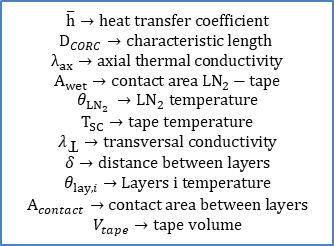 h̄ → heat transfer coefficient
D_CORC → characteristic length
λ_ax → axial thermal conductivity
A_wet → contact area LN₂ − tape
θ_LN₂ → LN₂ temperature
T_SC → tape temperature
λ_⊥ → transversal conductivity
δ → distance between layers
θ_lay,i → Layers i temperature
A_contact → contact area between layers
V_tape → tape volume